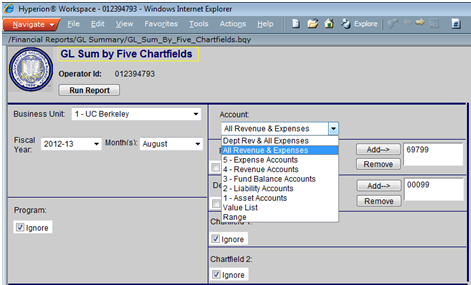 Hyperion® Workspace - 012394793 - Windows Internet Explorer
Navigate File Edit View Favorites Tools Actions Help Explore
/Financial Reports/GL Summary/GL_Sum_By_Five_Chartfields.bqy
GL Sum by Five Chartfields
Operator Id: 012394793
Run Report
Business Unit: 1 - UC Berkeley
Fiscal Year: 2012-13 Month(s): August
Program:
Ignore
Account:
All Revenue & Expenses
Dept Rev & All Expenses
All Revenue & Expenses
5 - Expense Accounts
4 - Revenue Accounts
3 - Fund Balance Accounts
2 - Liability Accounts
1 - Asset Accounts
Value List
Range
Add--> 69799
Remove
De
Add--> 00099
Remove
Chartfield 1:
Ignore
Chartfield 2:
Ignore